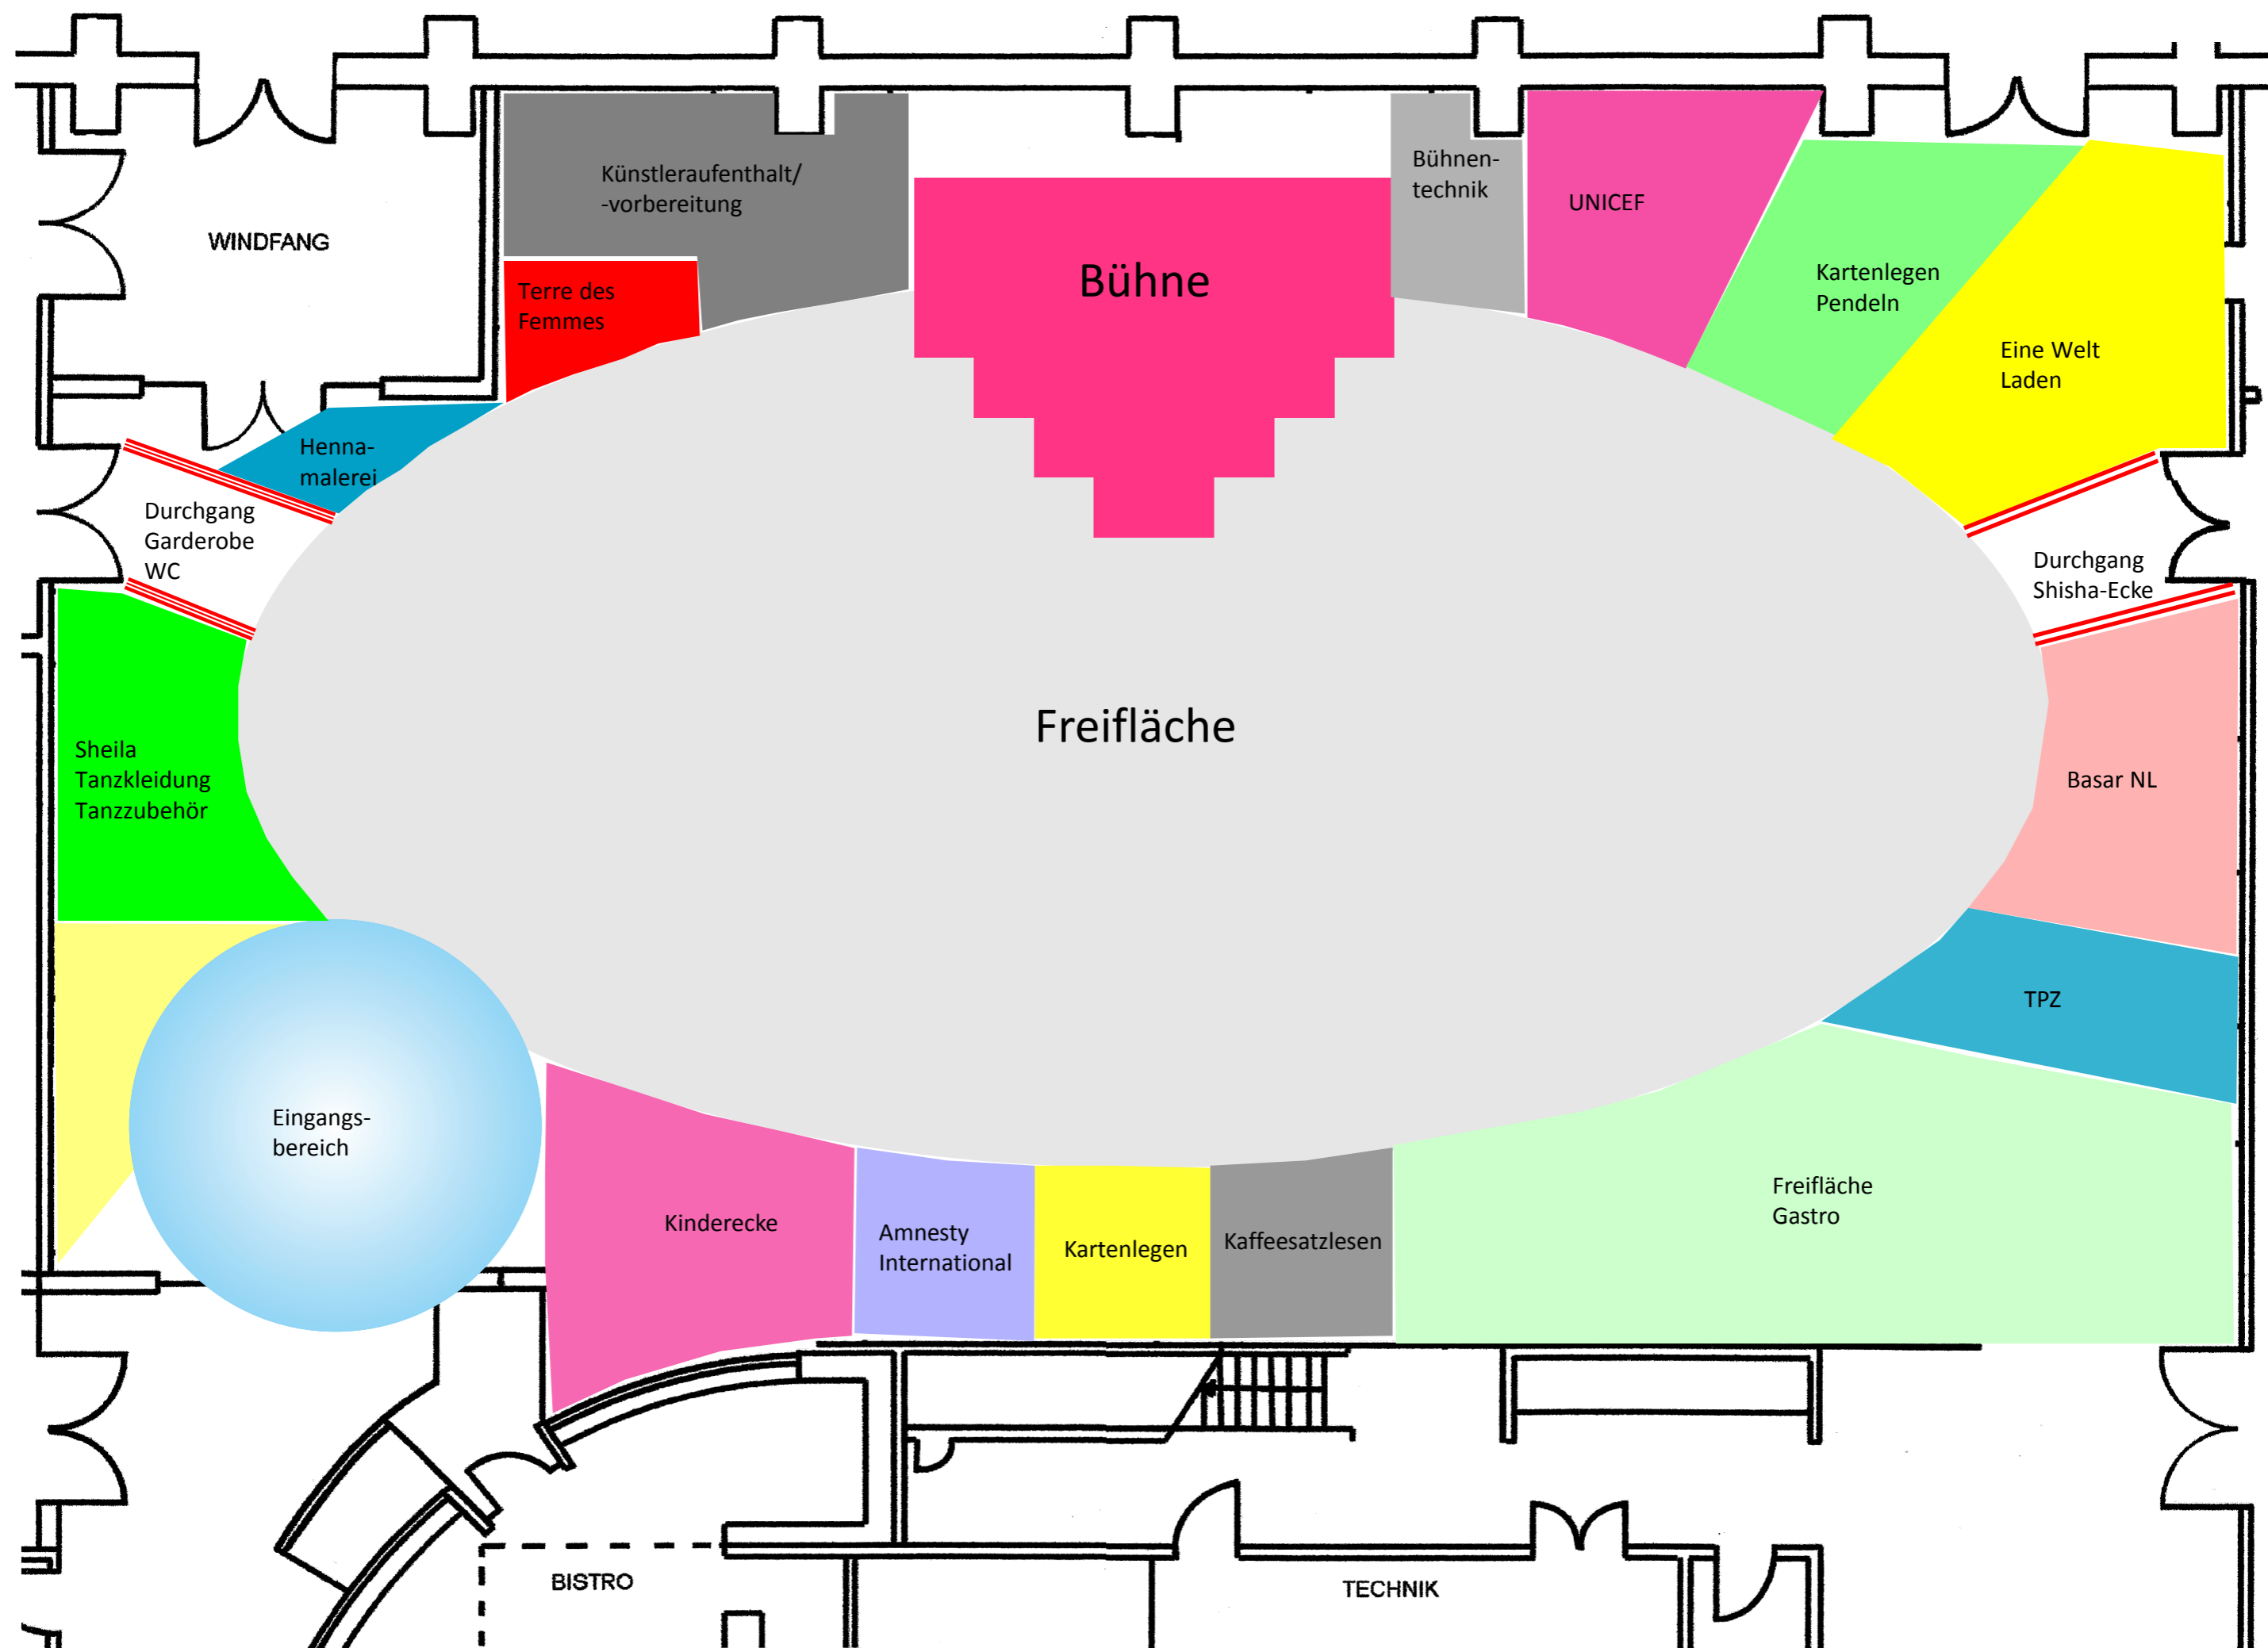 Künstleraufenthalt/
-vorbereitung
Bühnen-
technik
UNICEF
WINDFANG
Bühne
Kartenlegen
Pendeln
Terre des
Femmes
Eine Welt
Laden
Henna-
malerei
Durchgang
Garderobe
WC
Durchgang
Shisha-Ecke
Freifläche
Sheila
Tanzkleidung
Tanzzubehör
Basar NL
TPZ
Eingangs-
bereich
Kinderecke
Amnesty
International
Kartenlegen
Kaffeesatzlesen
Freifläche
Gastro
BISTRO
TECHNIK